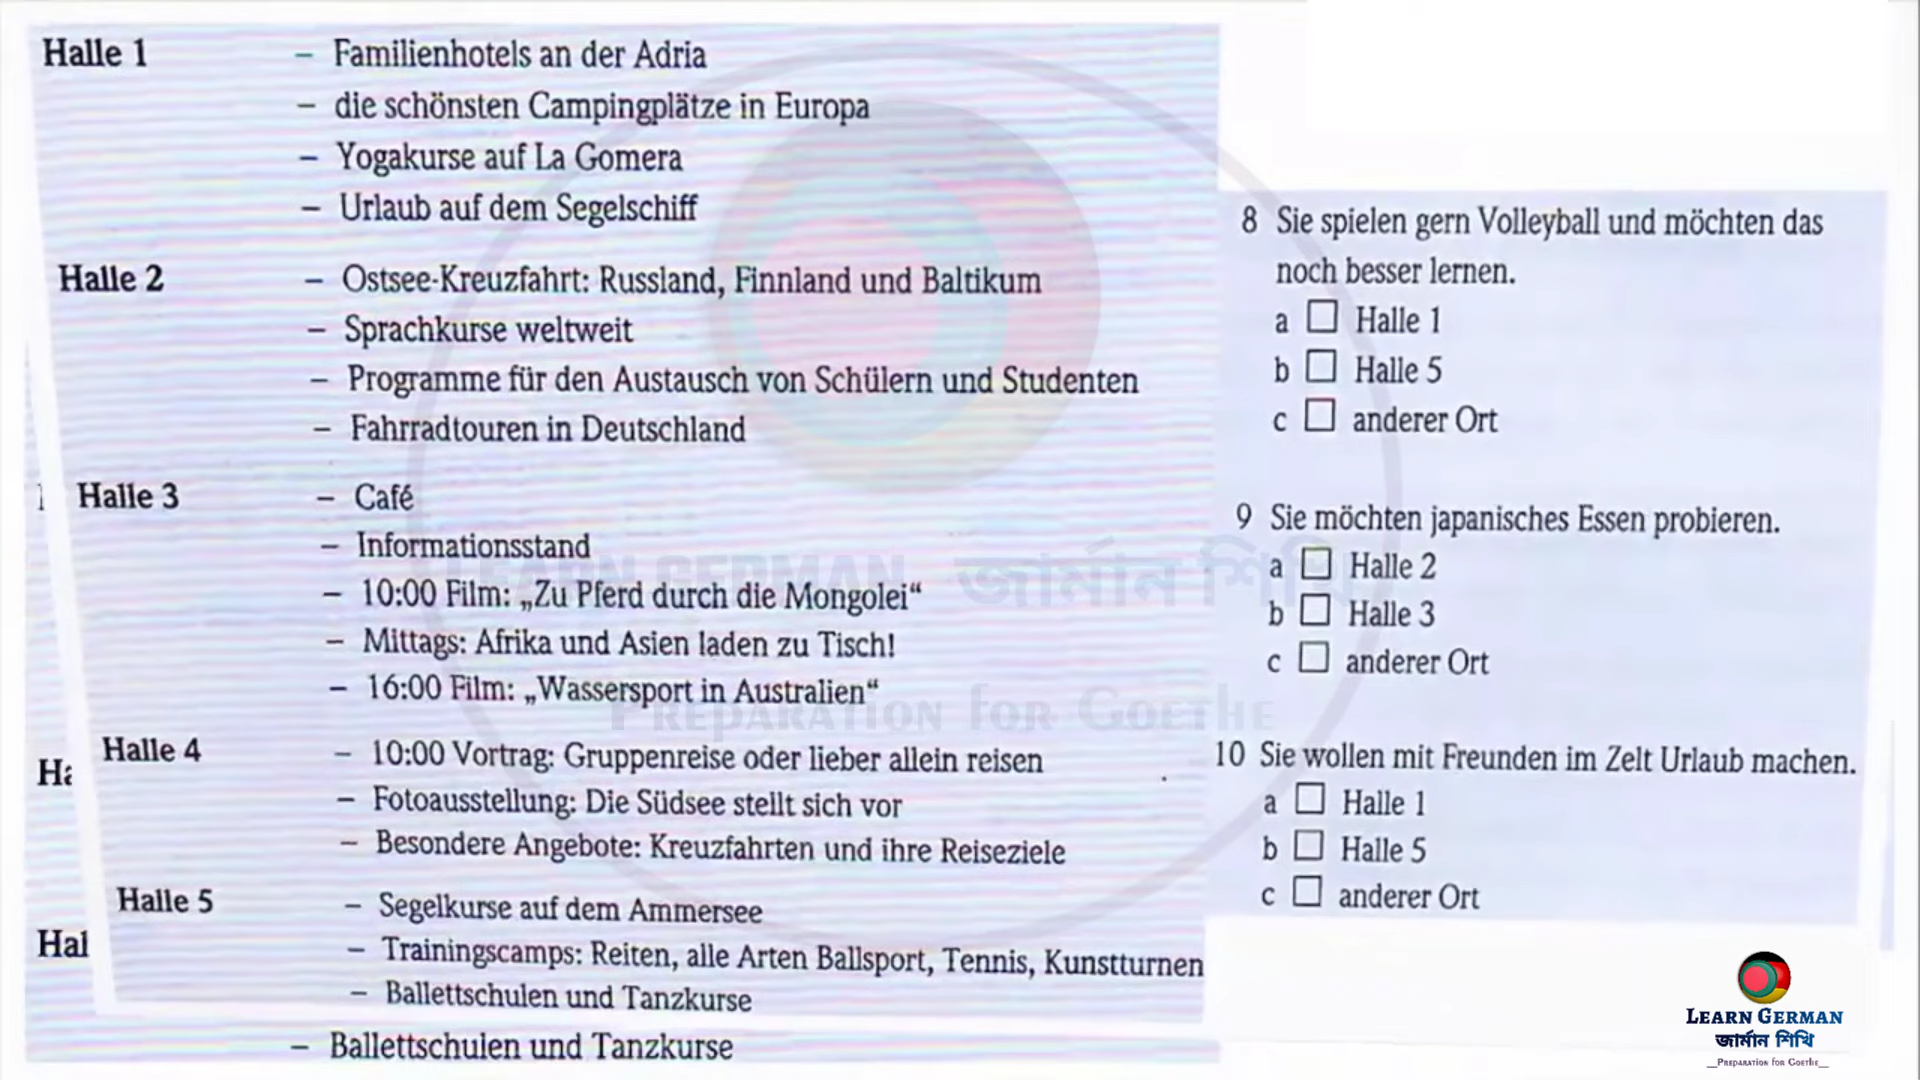 Halle 1 – Familienhotels an der Adria
– die schönsten Campingplätze in Europa
– Yogakurse auf La Gomera
– Urlaub auf dem Segelschiff
Halle 2 – Ostsee-Kreuzfahrt: Russland, Finnland und Baltikum
– Sprachkurse weltweit
– Programme für den Austausch von Schülern und Studenten
– Fahrradtouren in Deutschland
Halle 3 – Café
– Informationsstand
– 10:00 Film: „Zu Pferd durch die Mongolei“
– Mittags: Afrika und Asien laden zu Tisch!
– 16:00 Film: „Wassersport in Australien“
Halle 4 – 10:00 Vortrag: Gruppenreise oder lieber allein reisen
– Fotoausstellung: Die Südsee stellt sich vor
– Besondere Angebote: Kreuzfahrten und ihre Reiseziele
Halle 5 – Segelkurse auf dem Ammersee
– Trainingscamps: Reiten, alle Arten Ballsport, Tennis, Kunstturnen
– Ballettschulen und Tanzkurse
– Ballettschulen und Tanzkurse
8 Sie spielen gern Volleyball und möchten das
noch besser lernen.
a Halle 1
b Halle 5
c anderer Ort
9 Sie möchten japanisches Essen probieren.
a Halle 2
b Halle 3
c anderer Ort
10 Sie wollen mit Freunden im Zelt Urlaub machen.
a Halle 1
b Halle 5
c anderer Ort
LEARN GERMAN জার্মান শিখি
PREPARATION FOR GOETHE
LEARN GERMAN
জার্মান শিখি
PREPARATION FOR GOETHE